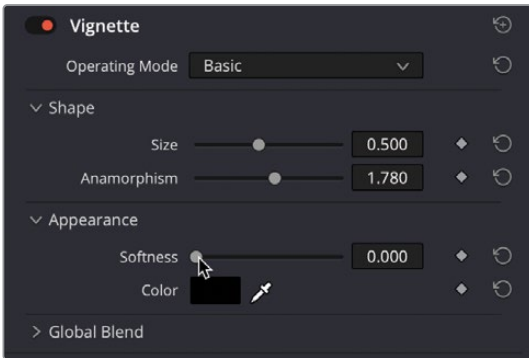 Vignette
Operating Mode Basic
Shape
Size 0.500
Anamorphism 1.780
Appearance
Softness 0.000
Color
Global Blend